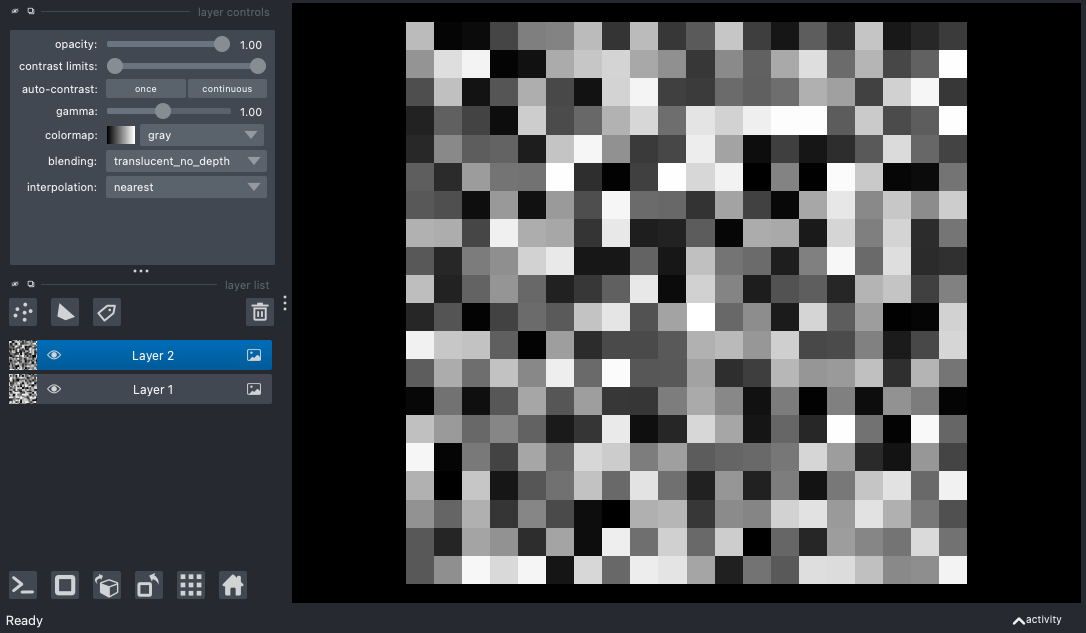 layer controls
opacity: 1.00
contrast limits:
auto-contrast: once continuous
gamma: 1.00
colormap: gray
blending: translucent_no_depth
interpolation: nearest
layer list
Layer 2
Layer 1
Ready
activity